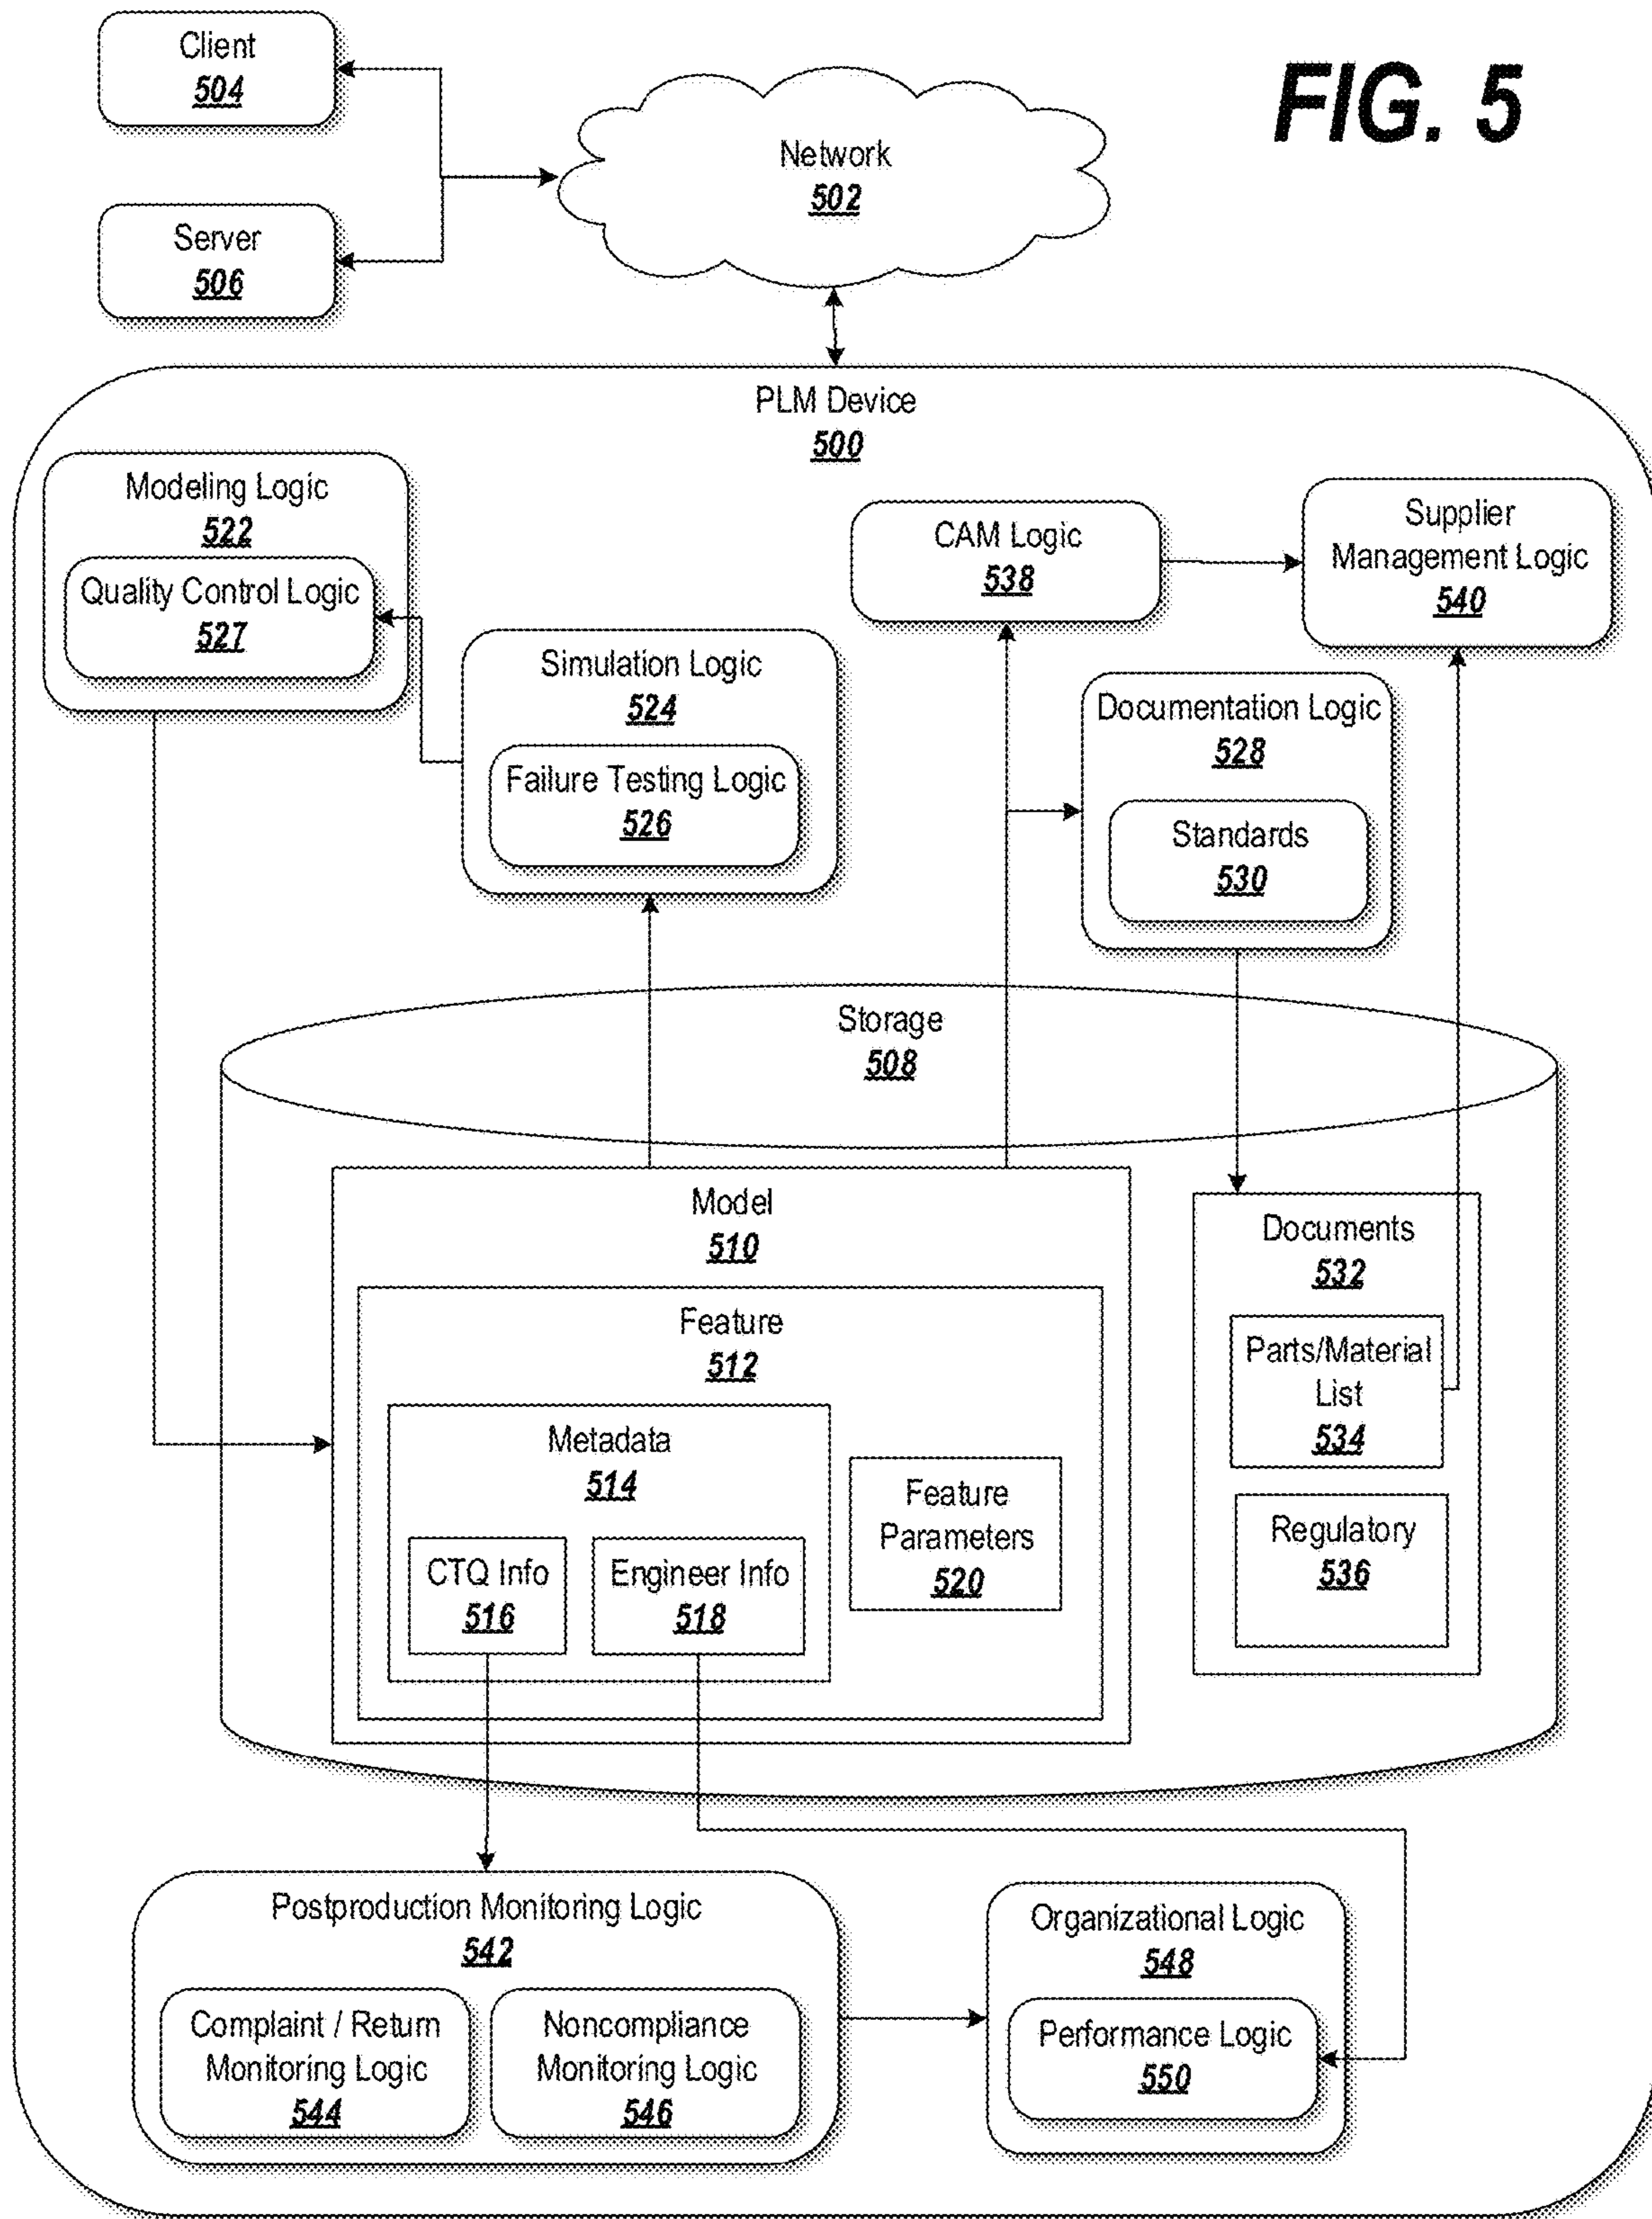 FIG. 5
Client
504
Network
502
Server
506
PLM Device
500
Modeling Logic
522
Quality Control Logic
527
Simulation Logic
524
Failure Testing Logic
526
CAM Logic
538
Supplier
Management Logic
540
Documentation Logic
528
Standards
530
Storage
508
Model
510
Feature
512
Metadata
514
CTQ Info
516
Engineer Info
518
Feature
Parameters
520
Documents
532
Parts/Material
List
534
Regulatory
536
Postproduction Monitoring Logic
542
Complaint / Return
Monitoring Logic
544
Noncompliance
Monitoring Logic
546
Organizational Logic
548
Performance Logic
550